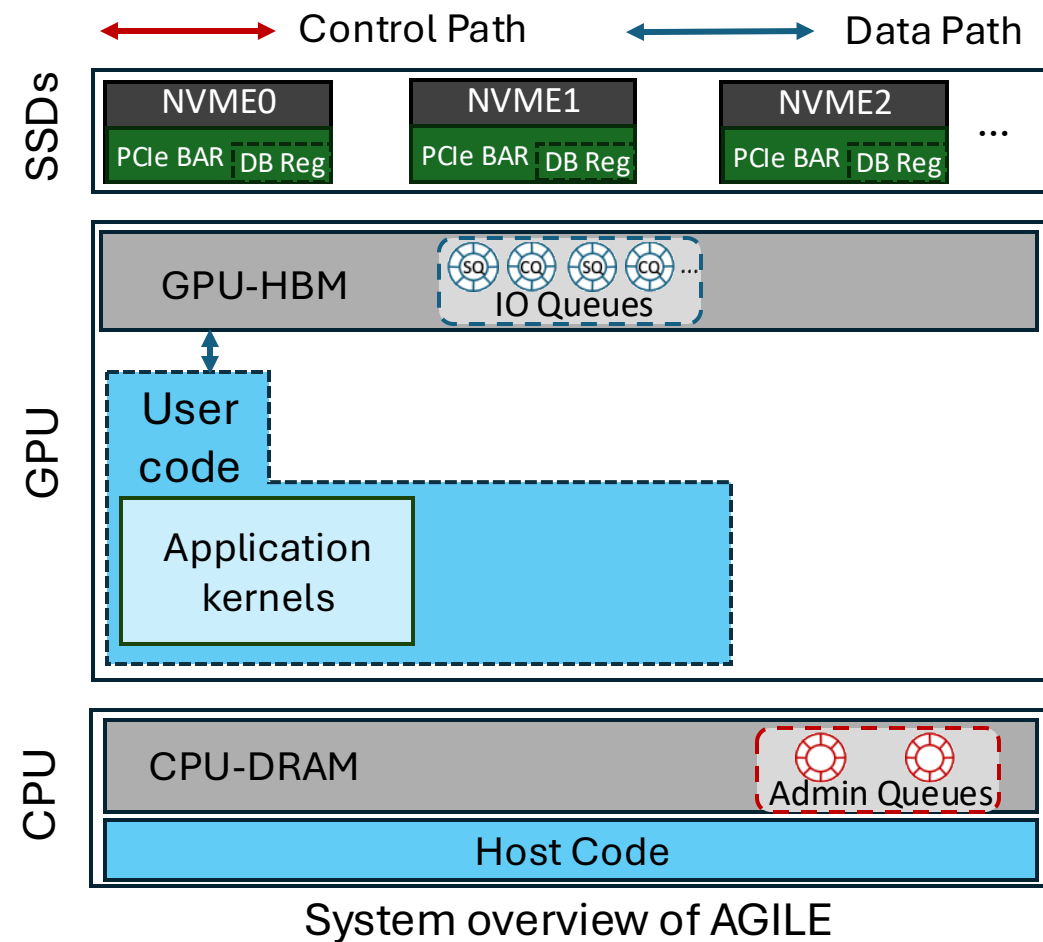 Control Path
Data Path
SSDs
NVME0
NVME1
NVME2
...
PCIe BAR
DB Reg
PCIe BAR
DB Reg
PCIe BAR
DB Reg
GPU
GPU-HBM
SQ
CQ
SQ
CQ
...
IO Queues
User
code
Application
kernels
CPU
CPU-DRAM
Admin Queues
Host Code
System overview of AGILE